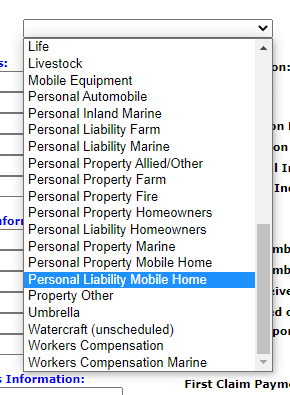 Life
s:
on:
Livestock
Mobile Equipment
Personal Automobile
Personal Inland Marine
Personal Liability Farm
Personal Liability Marine
Personal Property Allied/Other
Personal Property Farm
Personal Property Fire
Personal Property Homeowners
Personal Liability Homeowners
Personal Property Marine
Personal Property Mobile Home
Personal Liability Mobile Home
Property Other
Umbrella
Watercraft (unscheduled)
Workers Compensation
Workers Compensation Marine
s Information:
First Claim Payme